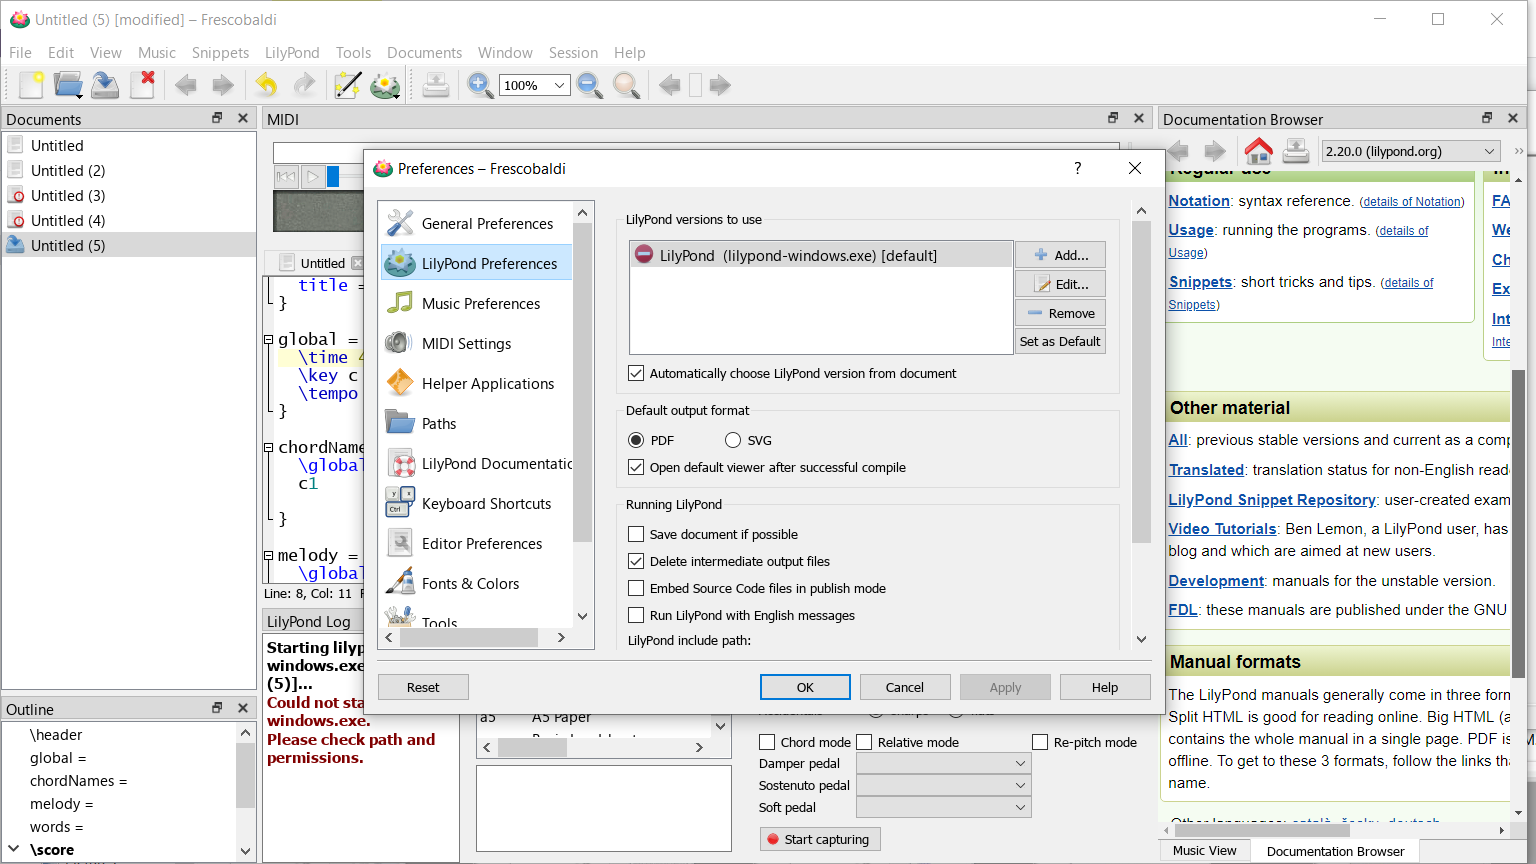 Untitled (5) [modified] – Frescobaldi
File Edit View Music Snippets LilyPond Tools Documents Window Session Help
100%
Documents
Untitled
Untitled (2)
Untitled (3)
Untitled (4)
Untitled (5)
Outline
\header
global =
chordNames =
melody =
words =
\score
MIDI
Untitled
title =
}
global =
\time 4
\key c
\tempo
}
chordName
\global
c1
}
melody =
\global
Line: 8, Col: 11
LilyPond Log
Starting lilyp
windows.exe
(5)]...
Could not sta
windows.exe.
Please check path and
permissions.
Preferences – Frescobaldi
?
General Preferences
LilyPond Preferences
Music Preferences
MIDI Settings
Helper Applications
Paths
LilyPond Documentatic
Keyboard Shortcuts
Editor Preferences
Fonts & Colors
Tools
LilyPond versions to use
LilyPond (lilypond-windows.exe) [default]
Add...
Edit...
Remove
Set as Default
Automatically choose LilyPond version from document
Default output format
PDF SVG
Open default viewer after successful compile
Running LilyPond
Save document if possible
Delete intermediate output files
Embed Source Code files in publish mode
Run LilyPond with English messages
LilyPond include path:
Reset OK Cancel Apply Help
a5 A5 Paper
Chord mode Relative mode Re-pitch mode
Damper pedal
Sostenuto pedal
Soft pedal
Start capturing
Documentation Browser
2.20.0 (lilypond.org)
Regular use
Notation: syntax reference. (details of Notation)
Usage: running the programs. (details of
Usage)
Snippets: short tricks and tips. (details of
Snippets)
FA
We
Ch
Ex
Int
Inte
Other material
All: previous stable versions and current as a comp
Translated: translation status for non-English read
LilyPond Snippet Repository: user-created exam
Video Tutorials: Ben Lemon, a LilyPond user, has
blog and which are aimed at new users.
Development: manuals for the unstable version.
FDL: these manuals are published under the GNU
Manual formats
The LilyPond manuals generally come in three form
Split HTML is good for reading online. Big HTML (a
contains the whole manual in a single page. PDF is
offline. To get to these 3 formats, follow the links tha
name.
Other languages: català, česky, deutsch
Music View Documentation Browser